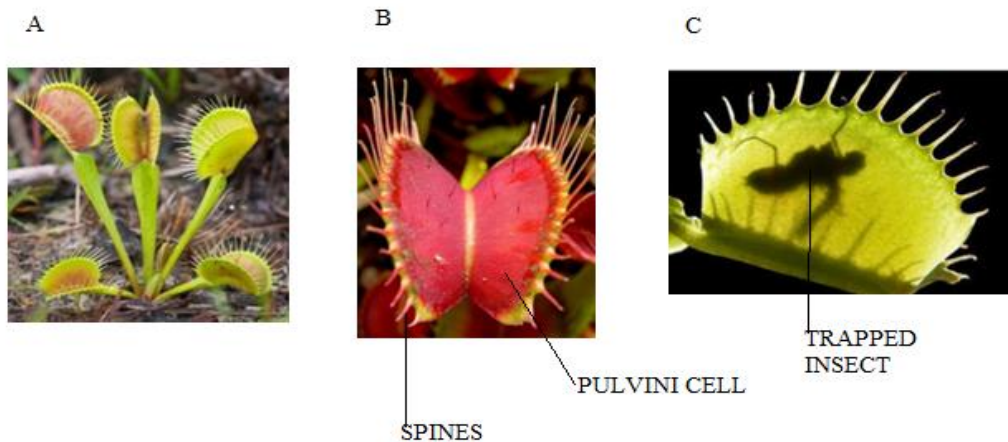 A
B
C
TRAPPED
INSECT
PULVINI CELL
SPINES